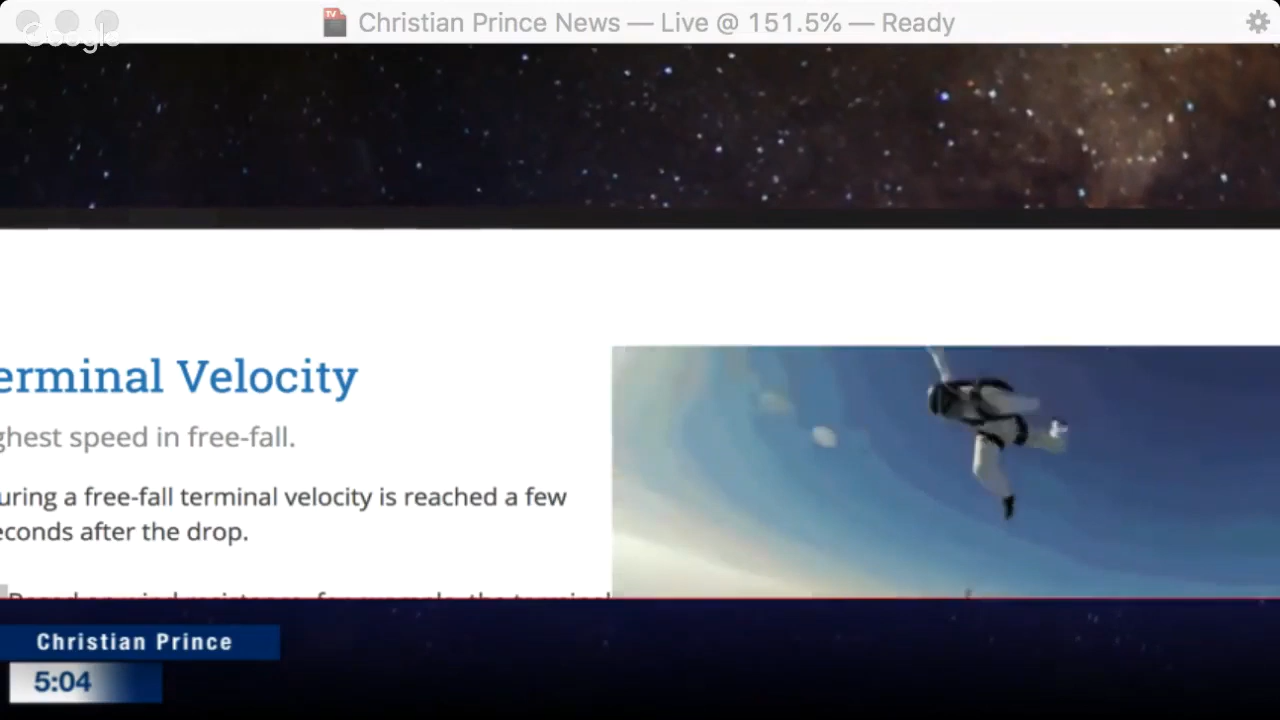 Google
Christian Prince News — Live @ 151.5% — Ready
erminal Velocity
ghest speed in free-fall.
uring a free-fall terminal velocity is reached a few
econds after the drop.
Christian Prince
5:04